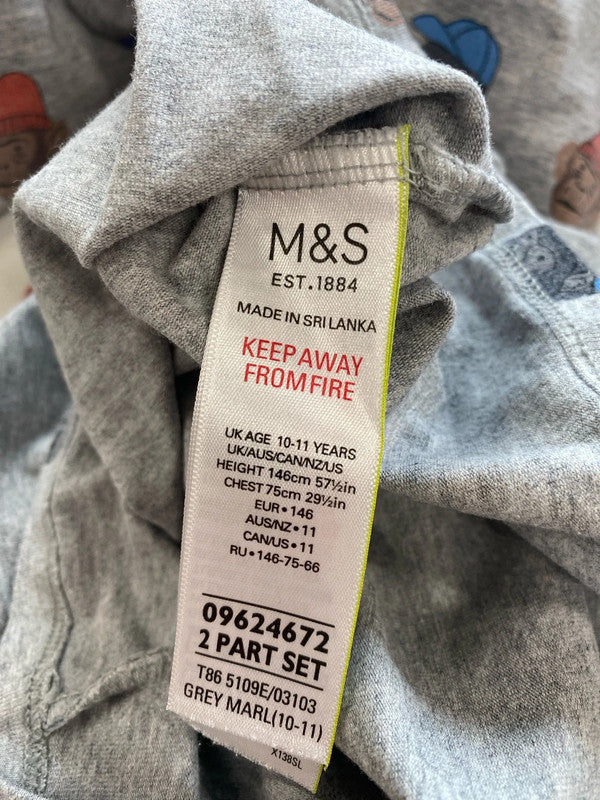 M&S
EST. 1884
MADE IN SRI LANKA
KEEP AWAY
FROM FIRE
UK AGE 10-11 YEARS
UK/AUS/CAN/NZ/US
HEIGHT 146cm 57½in
CHEST 75cm 29½in
EUR • 146
AUS/NZ • 11
CAN/US • 11
RU • 146-75-66
09624672
2 PART SET
T86 5109E/03103
GREY MARL(10-11)
X138SL